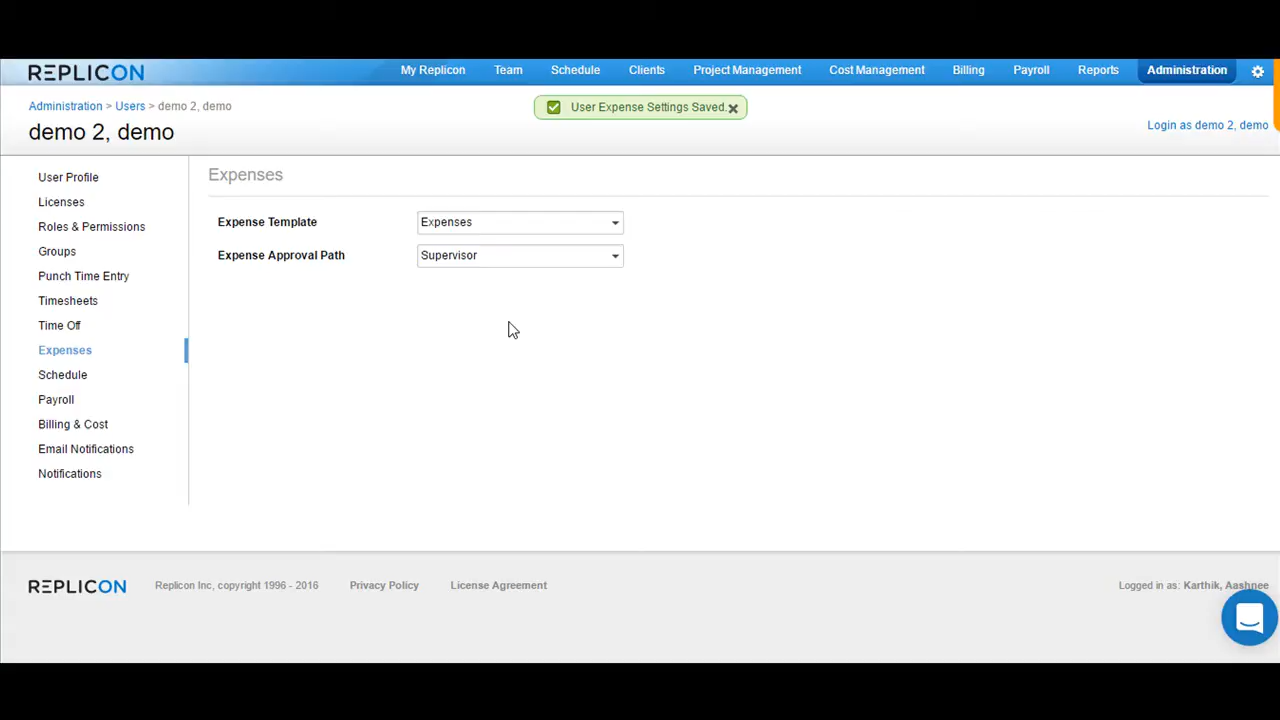 REPLICON
My Replicon Team Schedule Clients Project Management Cost Management Billing Payroll Reports Administration
Administration > Users > demo 2, demo
User Expense Settings Saved.
demo 2, demo
Login as demo 2, demo
User Profile
Licenses
Roles & Permissions
Groups
Punch Time Entry
Timesheets
Time Off
Expenses
Schedule
Payroll
Billing & Cost
Email Notifications
Notifications
Expenses
Expense Template Expenses
Expense Approval Path Supervisor
REPLICON Replicon Inc, copyright 1996 - 2016 Privacy Policy License Agreement Logged in as: Karthik, Aashnee